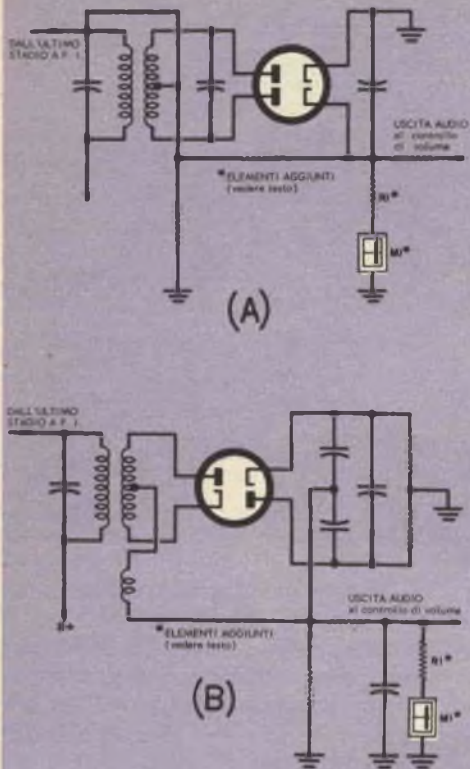 DALL'ULTIMO
STADIO A F. I.
USCITA AUDIO
al controllo
di volume
*ELEMENTI AGGIUNTI
(vedere testo)
R1*
M1*
(A)
DALL'ULTIMO
STADIO A F. I.
B+
USCITA AUDIO
al controllo di volume
*ELEMENTI AGGIUNTI
(vedere testo)
R1*
M1*
(B)